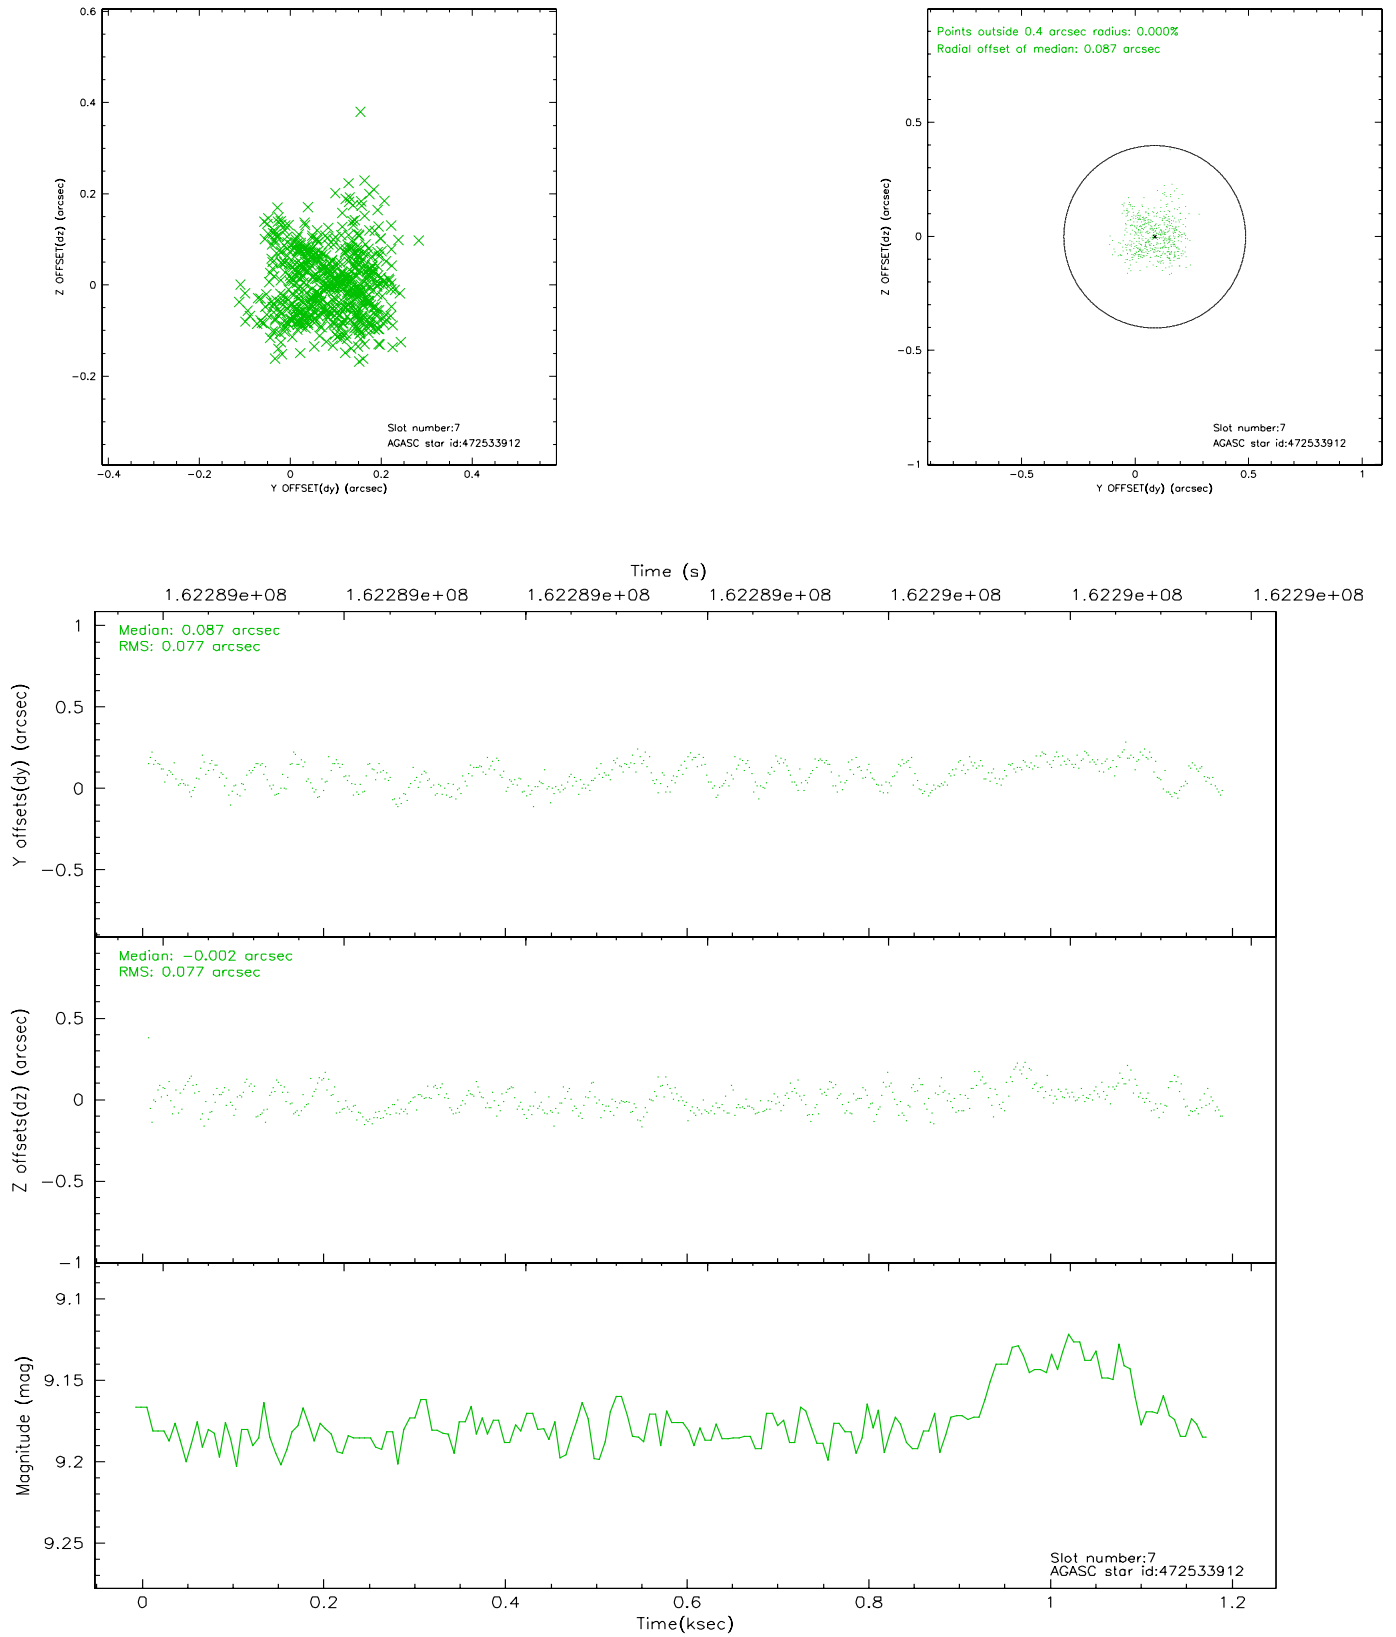 0.6
0.4
0.2
0
−0.2
Z OFFSET(dz) (arcsec)
Slot number:7
AGASC star id:472533912
−0.4 −0.2 0 0.2 0.4
Y OFFSET(dy) (arcsec)
Points outside 0.4 arcsec radius: 0.000%
Radial offset of median: 0.087 arcsec
0.5
0
−0.5
−1
Z OFFSET(dz) (arcsec)
Slot number:7
AGASC star id:472533912
−0.5 0 0.5 1
Y OFFSET(dy) (arcsec)
Time (s)
1.62289e+08 1.62289e+08 1.62289e+08 1.62289e+08 1.6229e+08 1.6229e+08 1.6229e+08
Median: 0.087 arcsec
RMS: 0.077 arcsec
1
0.5
0
−0.5
Y offsets(dy) (arcsec)
Median: −0.002 arcsec
RMS: 0.077 arcsec
0.5
0
−0.5
−1
Z offsets(dz) (arcsec)
9.1
9.15
9.2
9.25
Magnitude (mag)
Slot number:7
AGASC star id:472533912
0 0.2 0.4 0.6 0.8 1 1.2
Time(ksec)